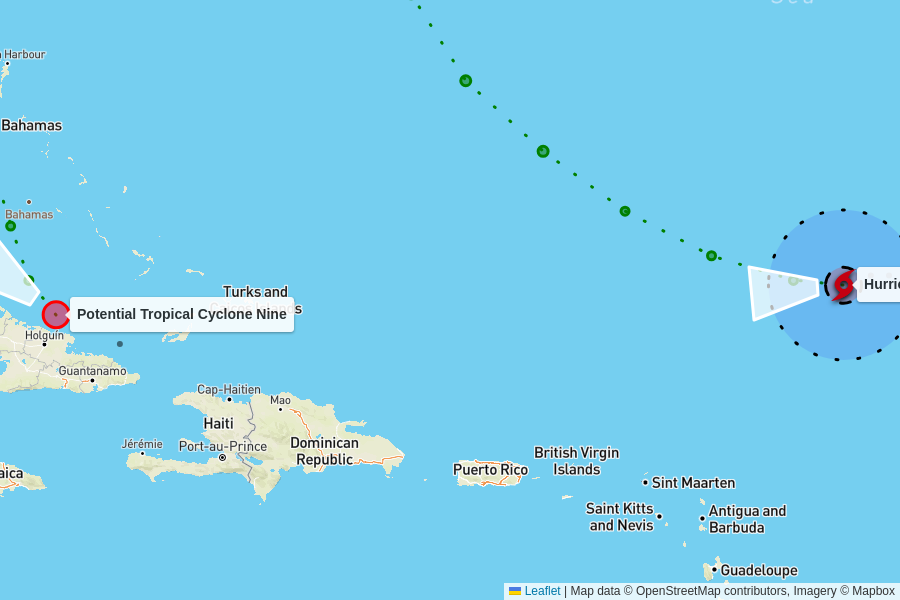 Sea
Harbour
Bahamas
Bahamas
Turks and
Potential Tropical Cyclone Nine
Holguín
Guantanamo
Cap-Haitien
Mao
Haiti
Jérémie
Port-au-Prince
Dominican
Republic
aica
Puerto Rico
British Virgin
Islands
Sint Maarten
Saint Kitts
and Nevis
Antigua and
Barbuda
Guadeloupe
Hurric
Leaflet | Map data © OpenStreetMap contributors, Imagery © Mapbox